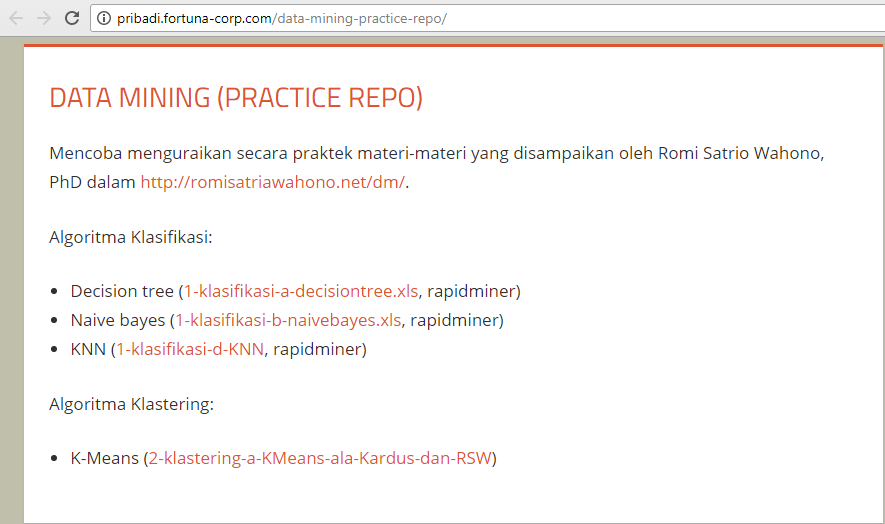 pribadi.fortuna-corp.com/data-mining-practice-repo/
DATA MINING (PRACTICE REPO)
Mencoba menguraikan secara praktek materi-materi yang disampaikan oleh Romi Satrio Wahono,
PhD dalam http://romisatriawahono.net/dm/.
Algoritma Klasifikasi:
• Decision tree (1-klasifikasi-a-decisiontree.xls, rapidminer)
• Naive bayes (1-klasifikasi-b-naivebayes.xls, rapidminer)
• KNN (1-klasifikasi-d-KNN, rapidminer)
Algoritma Klastering:
• K-Means (2-klastering-a-KMeans-ala-Kardus-dan-RSW)